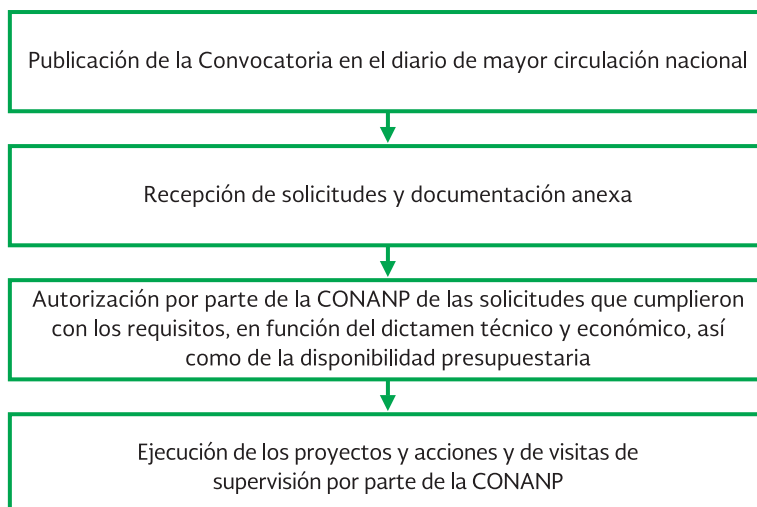 Publicación de la Convocatoria en el diario de mayor circulación nacional
Recepción de solicitudes y documentación anexa
Autorización por parte de la CONANP de las solicitudes que cumplieron
con los requisitos, en función del dictamen técnico y económico, así
como de la disponibilidad presupuestaria
Ejecución de los proyectos y acciones y de visitas de
supervisión por parte de la CONANP